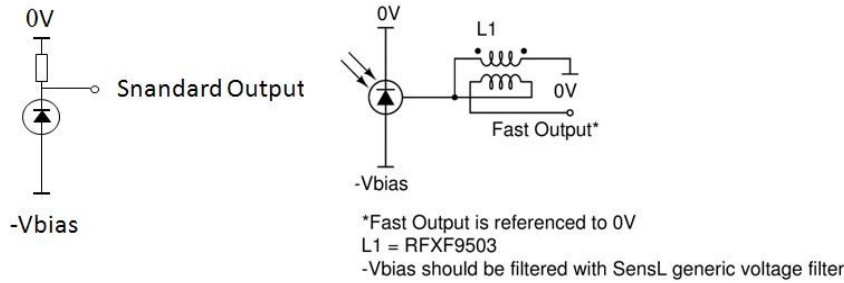 0V
Snandard Output
-Vbias
0V
L1
0V
Fast Output*
-Vbias
*Fast Output is referenced to 0V
L1 = RFXF9503
-Vbias should be filtered with SensL generic voltage filter